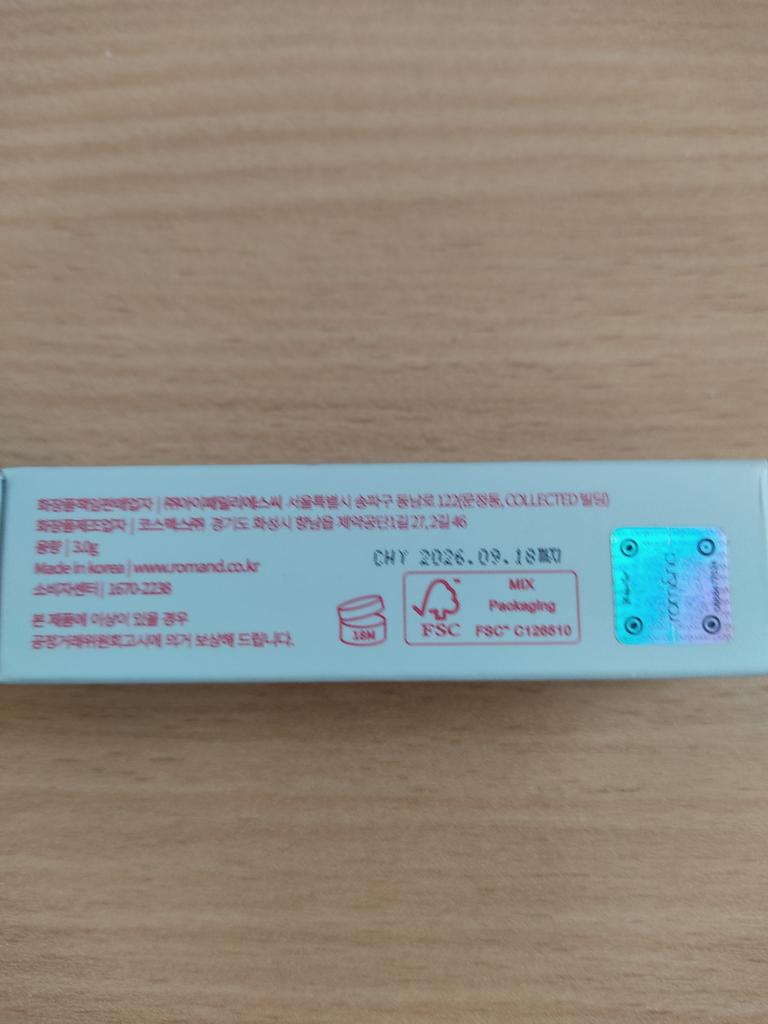 화장품책임판매업자 | ㈜아이패밀리에스씨 서울특별시 송파구 동남로 122(문정동, COLLECTED 빌딩)
화장품제조업자 | 코스맥스㈜ 경기도 화성시 향남읍 제약공단1길 27, 2길 46
용량 | 3.0g
Made in korea | www.romand.co.kr
소비자센터 | 1670-2238
본 제품에 이상이 있을 경우
공정거래위원회고시에 의거 보상해 드립니다.
CHY 2026.09.18까지
18M
FSC™
MIX
Packaging
FSC™ C126510
rom&nd